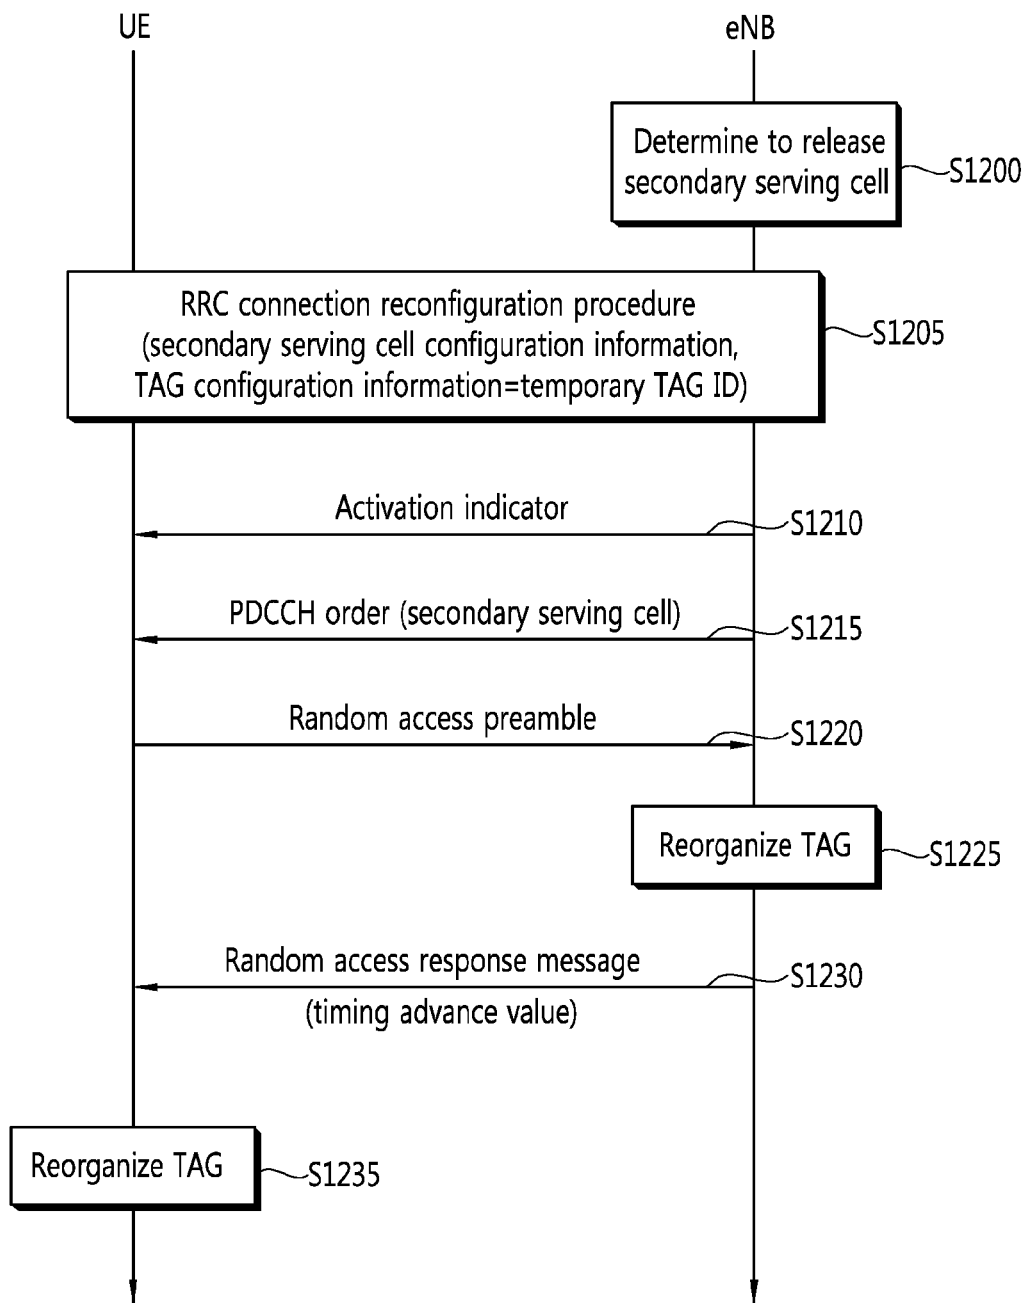 UE
eNB
Determine to release
secondary serving cell
S1200
RRC connection reconfiguration procedure
(secondary serving cell configuration information,
TAG configuration information=temporary TAG ID)
S1205
Activation indicator
S1210
PDCCH order (secondary serving cell)
S1215
Random access preamble
S1220
Reorganize TAG
S1225
Random access response message
(timing advance value)
S1230
Reorganize TAG
S1235